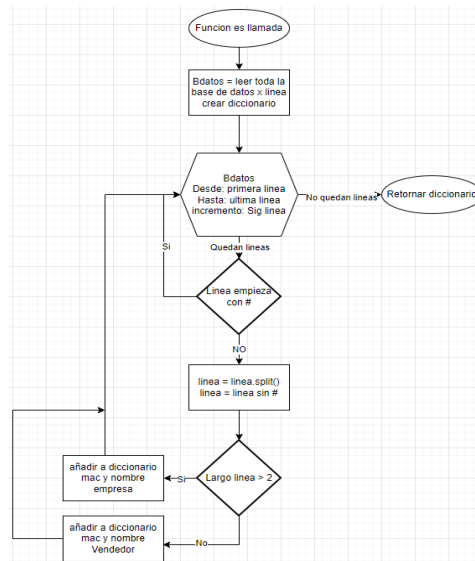 Funcion es llamada
Bdatos = leer toda la
base de datos x linea
crear diccionario
Bdatos
Desde: primera linea
Hasta: ultima linea
incremento: Sig linea
No quedan lineas
Retornar diccionario
Si
Quedan lineas
Linea empieza
con #
NO
linea = linea.split()
linea = linea sin #
Largo linea > 2
Si
añadir a diccionario
mac y nombre
empresa
No
añadir a diccionario
mac y nombre
Vendedor